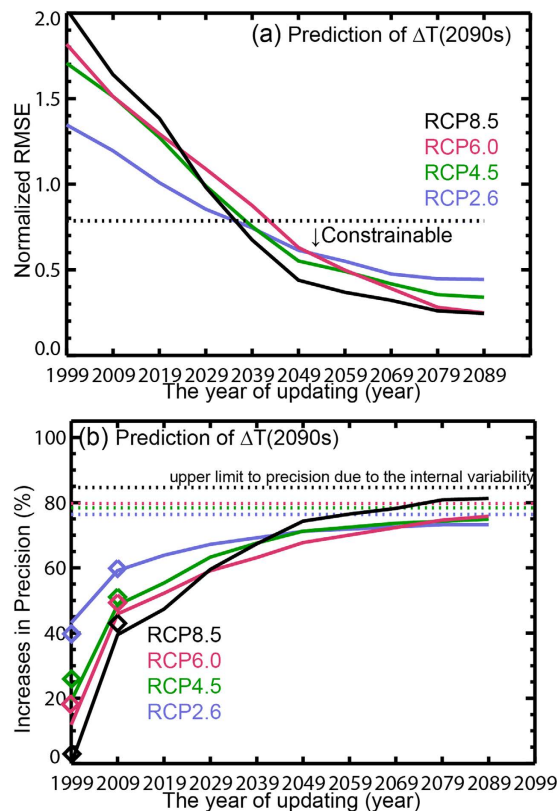 (a) Prediction of ΔT(2090s)
Normalized RMSE
2.0
1.5
1.0
0.5
0.0
RCP8.5
RCP6.0
RCP4.5
RCP2.6
↓Constrainable
1999 2009 2019 2029 2039 2049 2059 2069 2079 2089
The year of updating (year)
(b) Prediction of ΔT(2090s)
Increases in Precision (%)
100
80
60
40
20
0
upper limit to precision due to the internal variability
RCP8.5
RCP6.0
RCP4.5
RCP2.6
1999 2009 2019 2029 2039 2049 2059 2069 2079 2089 2099
The year of updating (year)